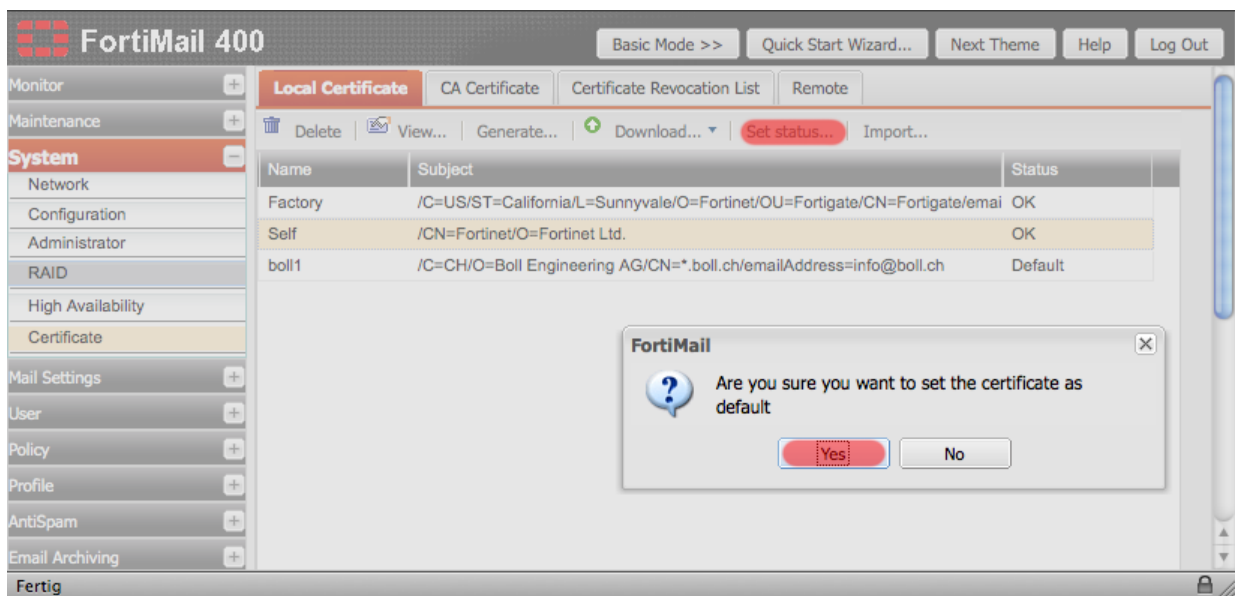 FortiMail 400
Basic Mode >> Quick Start Wizard... Next Theme Help Log Out
Monitor
Maintenance
System
Network
Configuration
Administrator
RAID
High Availability
Certificate
Mail Settings
User
Policy
Profile
AntiSpam
Email Archiving
Local Certificate CA Certificate Certificate Revocation List Remote
Delete View... Generate... Download... Set status... Import...
Name Subject Status
Factory /C=US/ST=California/L=Sunnyvale/O=Fortinet/OU=Fortigate/CN=Fortigate/emai OK
Self /CN=Fortinet/O=Fortinet Ltd. OK
boll1 /C=CH/O=Boll Engineering AG/CN=*.boll.ch/emailAddress=info@boll.ch Default
FortiMail
Are you sure you want to set the certificate as
default
Yes No
Fertig